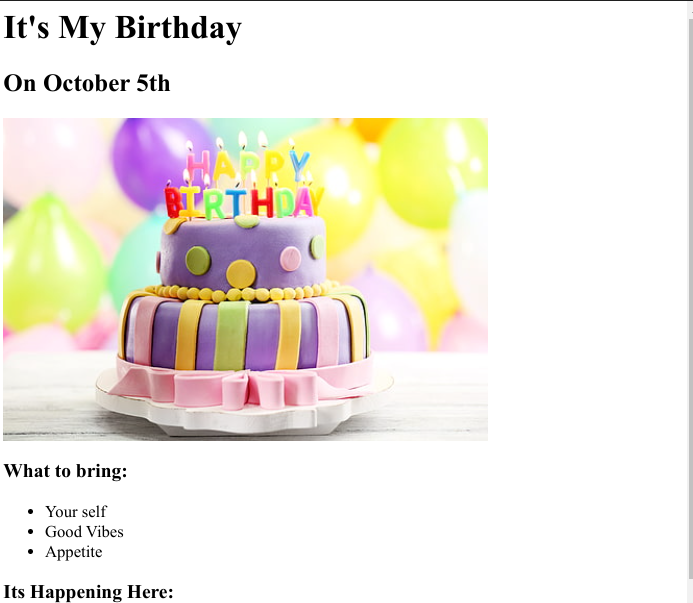 It's My Birthday
On October 5th
HAPPY
BIRTHDAY
What to bring:
Your self
Good Vibes
Appetite
Its Happening Here: